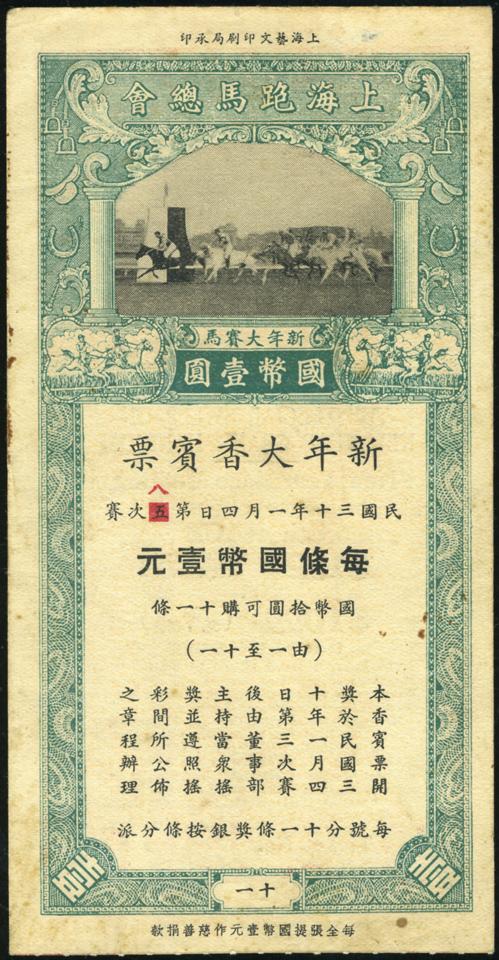 上海藝文印刷局承印
上海跑馬總會
新年大賽馬
國幣壹圓
新年大香賓票
八
民國三十年一月四日第五次賽
每條國幣壹元
國幣拾圓可購十一條
(由一至十一)
本香賓票開
獎於民國三
十年一月四
日第三次賽
後由董事部
主持當衆搖
獎並遵照搖
彩間所公佈
之章程辦理
每號分十一條獎銀按條分派
十一
每全張提國幣壹元作慈善捐款